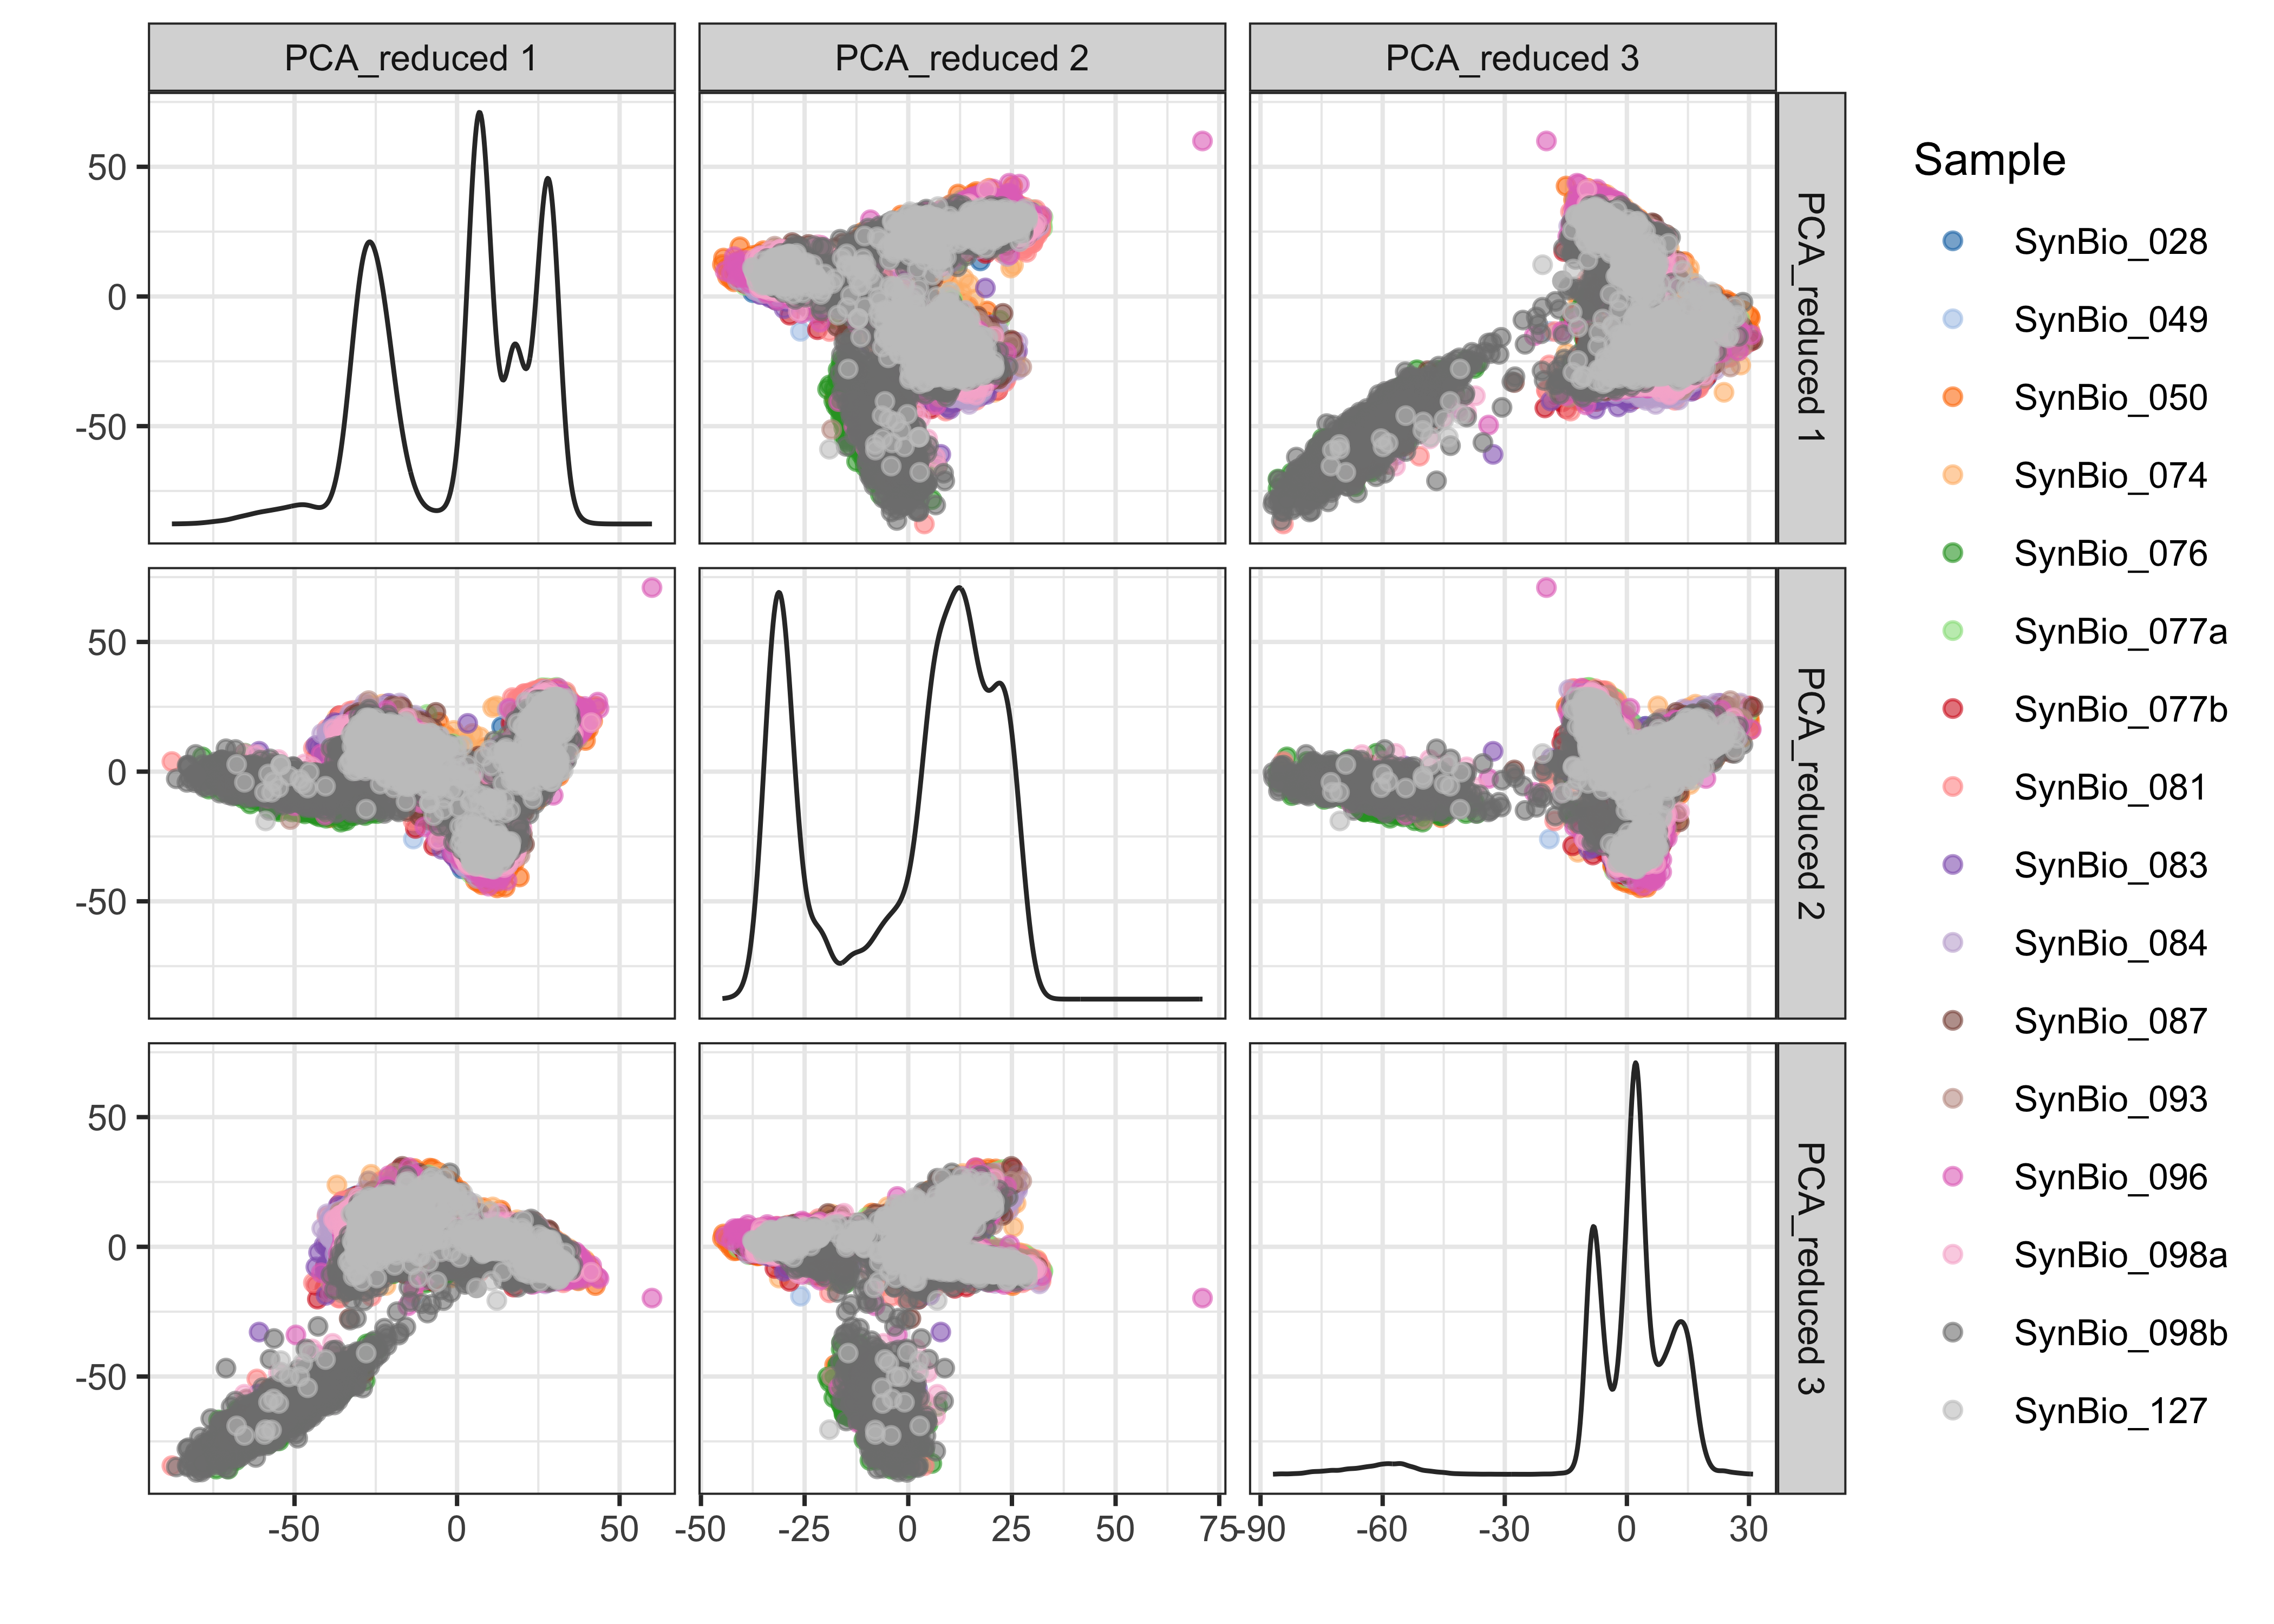 PCA_reduced 1
PCA_reduced 2
PCA_reduced 3
50
0
-50
PCA_reduced 1
50
0
-50
PCA_reduced 2
50
0
-50
PCA_reduced 3
-50
0
50
-50
-25
0
25
50
75
-90
-60
-30
0
30
Sample
SynBio_028
SynBio_049
SynBio_050
SynBio_074
SynBio_076
SynBio_077a
SynBio_077b
SynBio_081
SynBio_083
SynBio_084
SynBio_087
SynBio_093
SynBio_096
SynBio_098a
SynBio_098b
SynBio_127